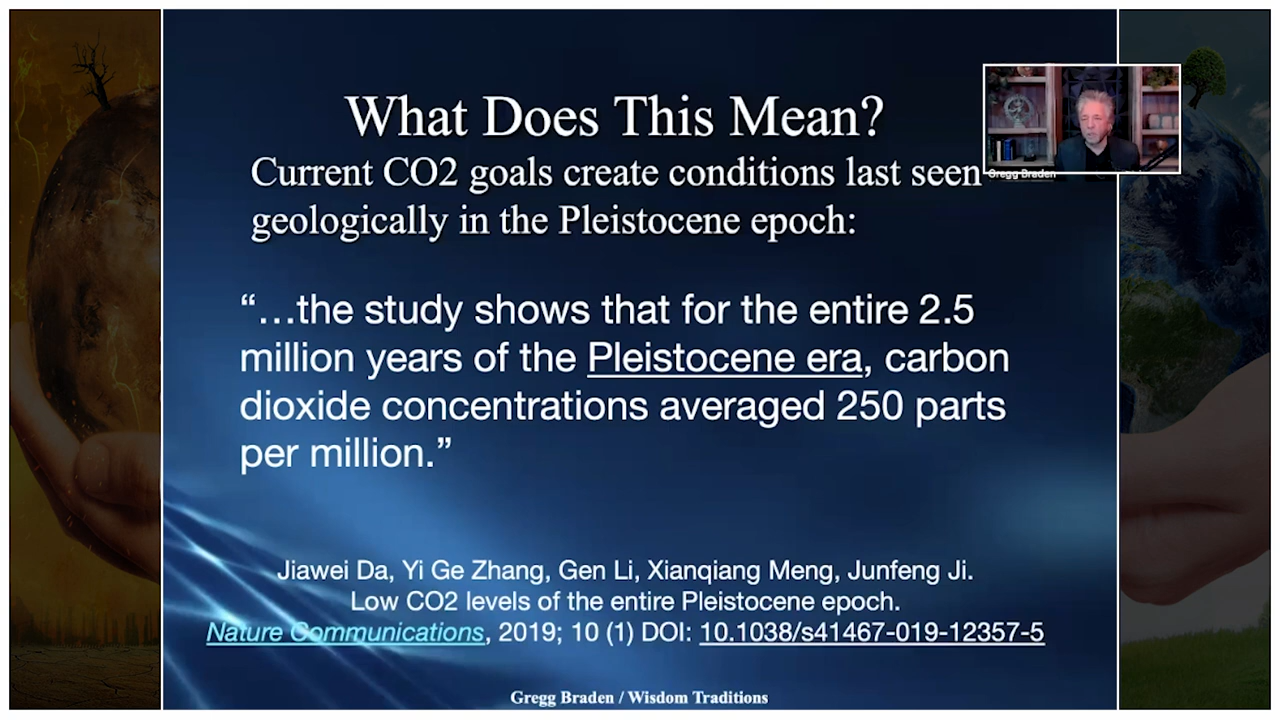 What Does This Mean?
Current CO2 goals create conditions last seen
geologically in the Pleistocene epoch:
Gregg Braden
“…the study shows that for the entire 2.5
million years of the Pleistocene era, carbon
dioxide concentrations averaged 250 parts
per million.”
Jiawei Da, Yi Ge Zhang, Gen Li, Xianqiang Meng, Junfeng Ji.
Low CO2 levels of the entire Pleistocene epoch.
Nature Communications, 2019; 10 (1) DOI: 10.1038/s41467-019-12357-5
Gregg Braden / Wisdom Traditions